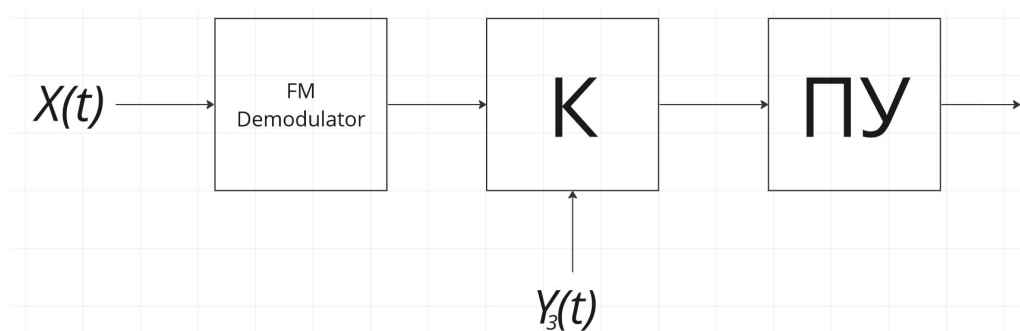 X(t)
FM
Demodulator
К
ПУ
Y₃(t)